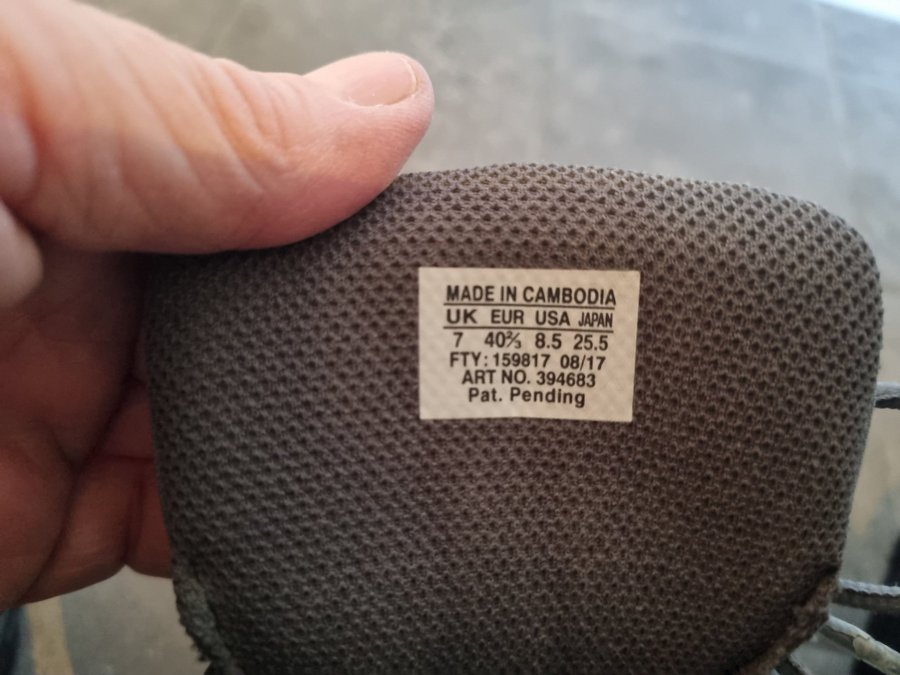 MADE IN CAMBODIA
UK EUR USA JAPAN
7 40⅔ 8.5 25.5
FTY: 159817 08/17
ART NO. 394683
Pat. Pending